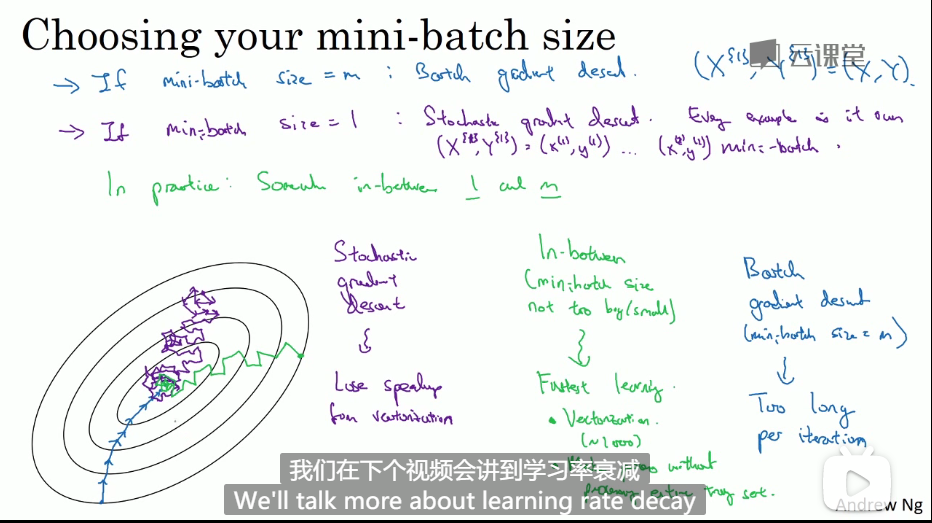 Choosing your mini-batch size
云课堂
→ If mini-batch size = m : Batch gradient descent. (X^{1}, Y^{1}) = (X, Y).
→ If mini-batch size = 1 : Stochastic gradient descent. Every example is it own
(X^{1}, Y^{1}) = (x^(1), y^(1)) ... (x^(2), y^(2)) mini-batch.
In practice: Somewhere in-between 1 and m
Stochastic
gradient
descent
Lose speedup
from vectorization
In-between
(mini-batch size
not too big/small)
Fastest learning.
• Vectorization.
(~1000)
• Make progress without
processing entire training set.
Batch
gradient descent
(mini-batch size = m)
Too long
per iteration
我们在下个视频会讲到学习率衰减
We'll talk more about learning rate decay
Andrew Ng